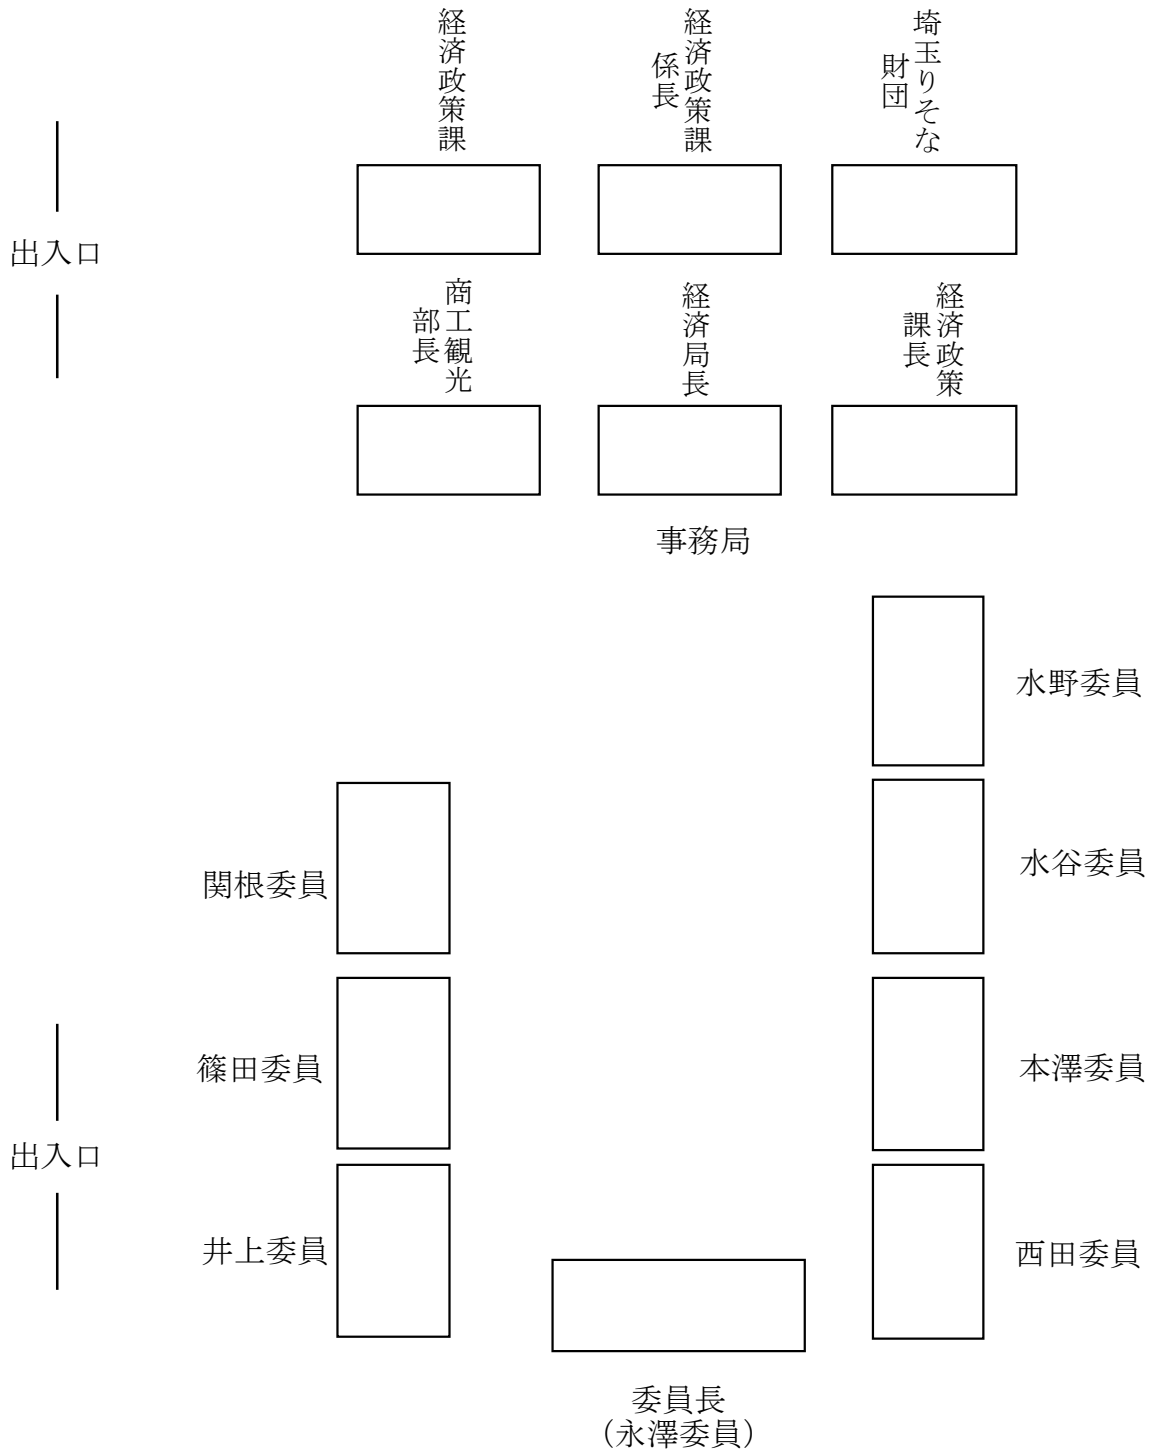 経済政策課
経済政策課
係長
埼玉りそな
財団
出入口
商工観光
部長
経済局長
経済政策
課長
事務局
水野委員
関根委員
水谷委員
篠田委員
本澤委員
出入口
井上委員
西田委員
委員長
（永澤委員）